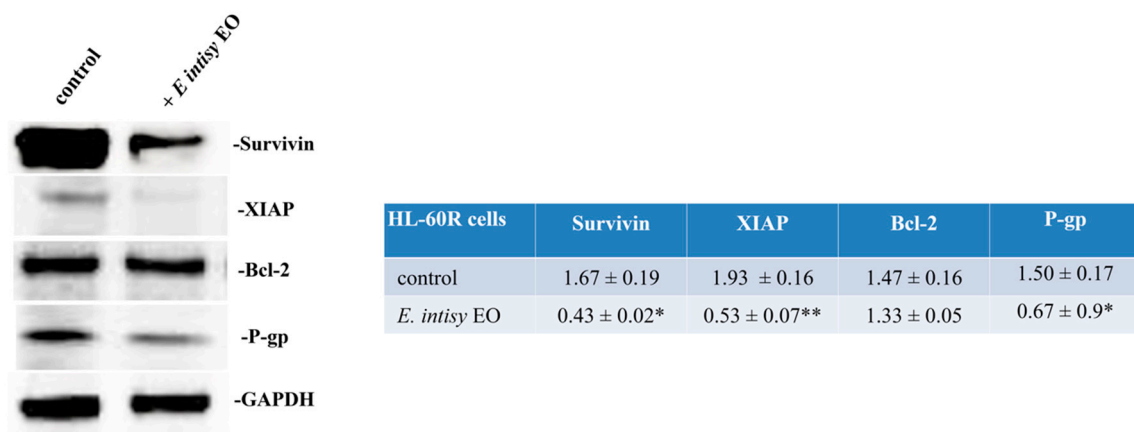 control
+ E intisy EO
-Survivin
-XIAP
-Bcl-2
-P-gp
-GAPDH
HL-60R cells Survivin XIAP Bcl-2 P-gp
control 1.67 ± 0.19 1.93 ± 0.16 1.47 ± 0.16 1.50 ± 0.17
E. intisy EO 0.43 ± 0.02* 0.53 ± 0.07** 1.33 ± 0.05 0.67 ± 0.9*